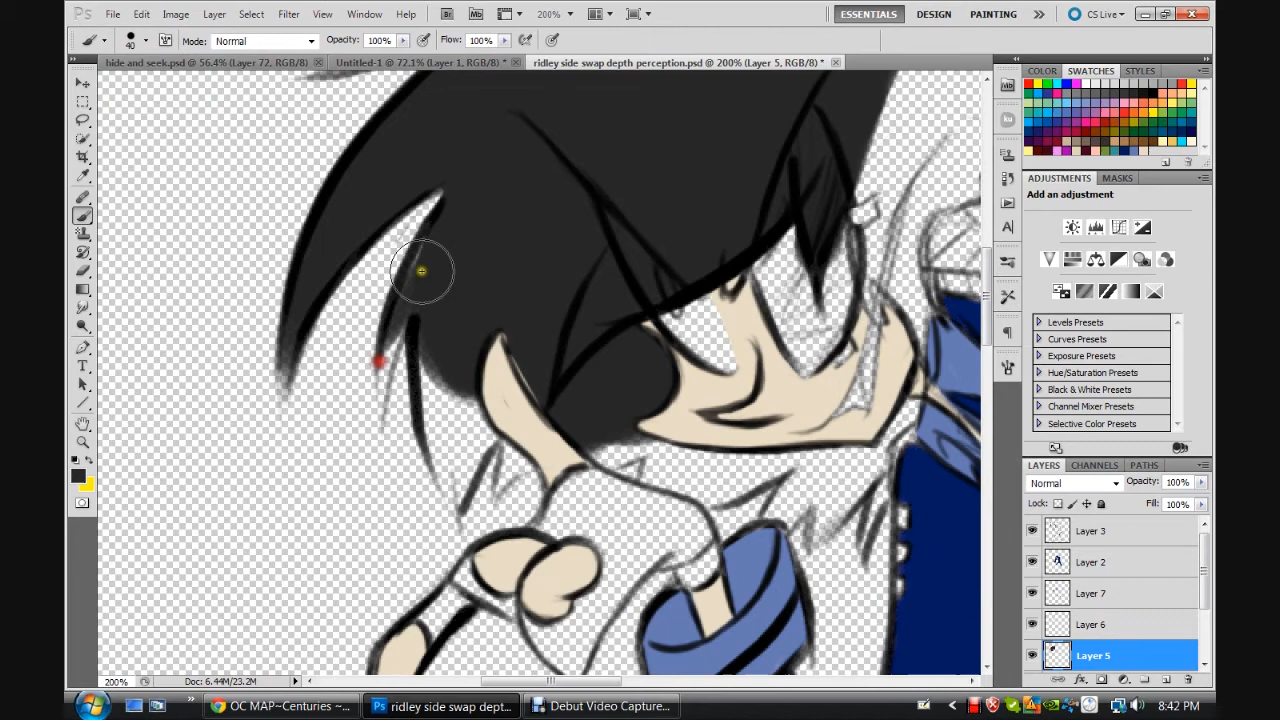 Ps File Edit Image Layer Select Filter View Window Help Br Mb 200% ESSENTIALS DESIGN PAINTING CS Live
40 Mode: Normal Opacity: 100% Flow: 100%
hide and seek.psd @ 56.4% (Layer 72, RGB/8) Untitled-1 @ 72.1% (Layer 1, RGB/8) * ridley side swap depth perception.psd @ 200% (Layer 5, RGB/8) *
COLOR SWATCHES STYLES
ku
ADJUSTMENTS MASKS
Add an adjustment
Levels Presets
Curves Presets
Exposure Presets
Hue/Saturation Presets
Black & White Presets
Channel Mixer Presets
Selective Color Presets
LAYERS CHANNELS PATHS
Normal Opacity: 100%
Lock: Fill: 100%
Layer 3
Layer 2
Layer 7
Layer 6
Layer 5
200% Doc: 6.44M/23.2M
OC MAP~Centuries ~... ridley side swap dept... Debut Video Capture... 8:42 PM